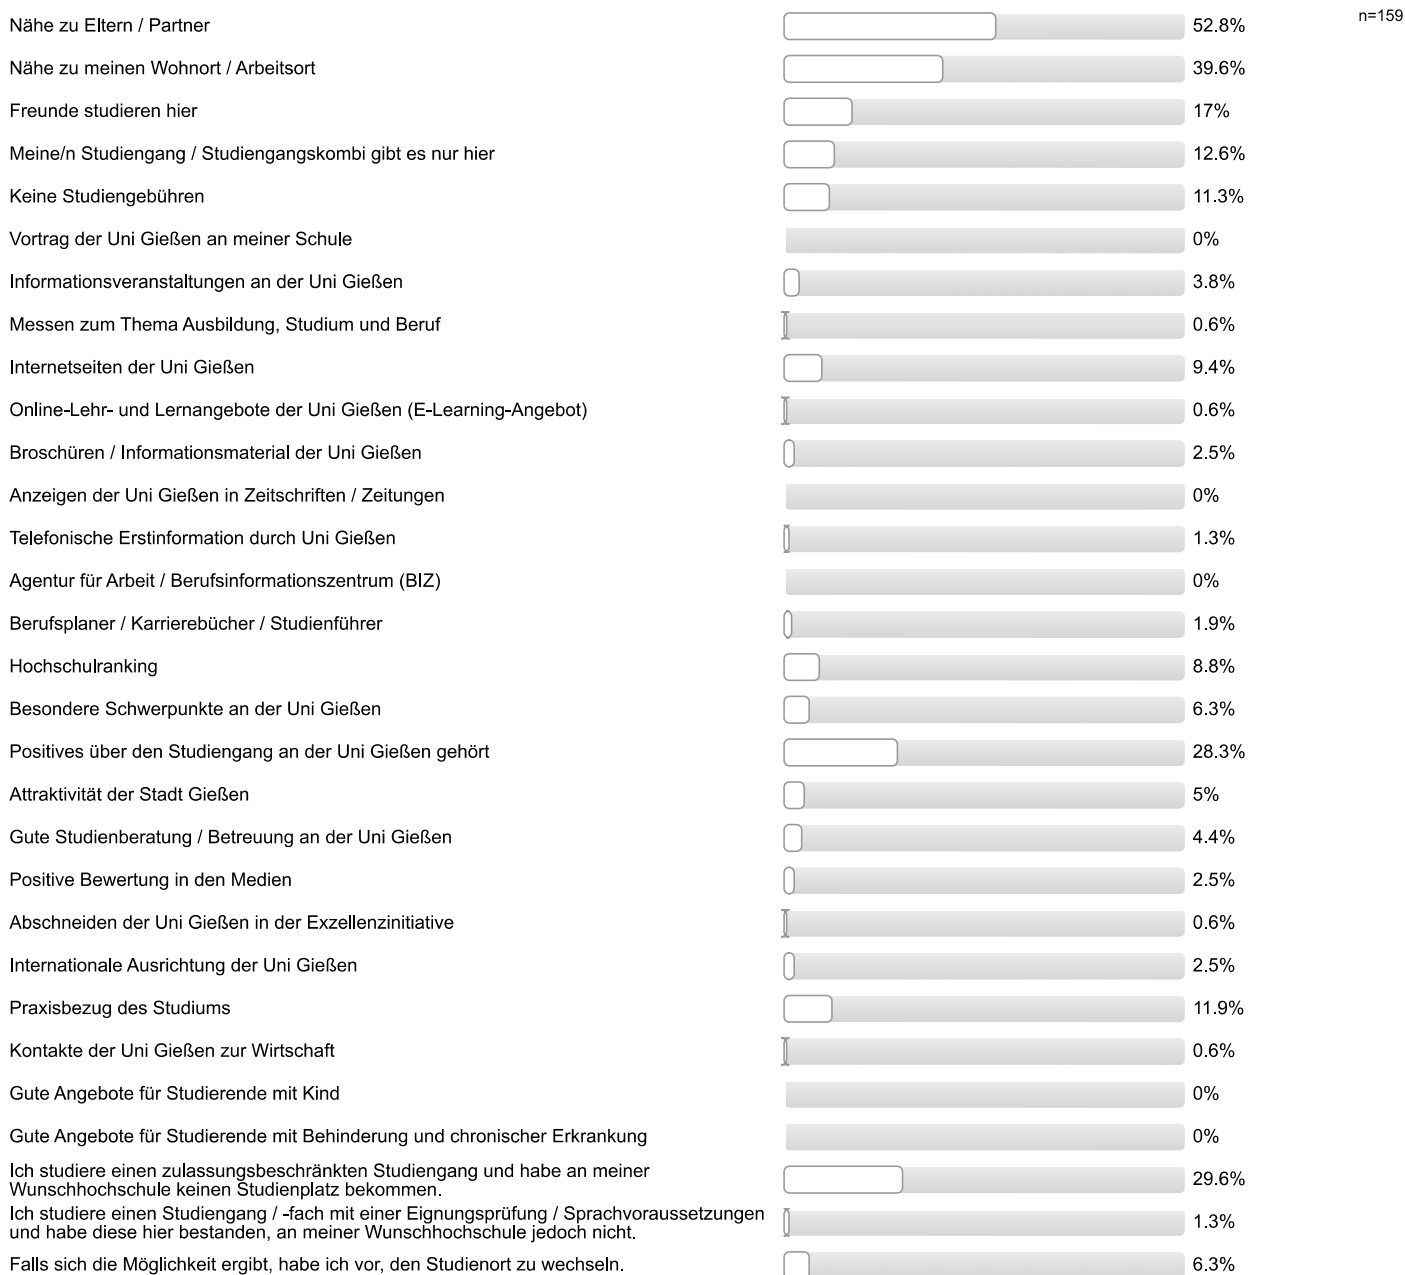 Nähe zu Eltern / Partner 52.8% n=159
Nähe zu meinen Wohnort / Arbeitsort 39.6%
Freunde studieren hier 17%
Meine/n Studiengang / Studiengangskombi gibt es nur hier 12.6%
Keine Studiengebühren 11.3%
Vortrag der Uni Gießen an meiner Schule 0%
Informationsveranstaltungen an der Uni Gießen 3.8%
Messen zum Thema Ausbildung, Studium und Beruf 0.6%
Internetseiten der Uni Gießen 9.4%
Online-Lehr- und Lernangebote der Uni Gießen (E-Learning-Angebot) 0.6%
Broschüren / Informationsmaterial der Uni Gießen 2.5%
Anzeigen der Uni Gießen in Zeitschriften / Zeitungen 0%
Telefonische Erstinformation durch Uni Gießen 1.3%
Agentur für Arbeit / Berufsinformationszentrum (BIZ) 0%
Berufsplaner / Karrierebücher / Studienführer 1.9%
Hochschulranking 8.8%
Besondere Schwerpunkte an der Uni Gießen 6.3%
Positives über den Studiengang an der Uni Gießen gehört 28.3%
Attraktivität der Stadt Gießen 5%
Gute Studienberatung / Betreuung an der Uni Gießen 4.4%
Positive Bewertung in den Medien 2.5%
Abschneiden der Uni Gießen in der Exzellenzinitiative 0.6%
Internationale Ausrichtung der Uni Gießen 2.5%
Praxisbezug des Studiums 11.9%
Kontakte der Uni Gießen zur Wirtschaft 0.6%
Gute Angebote für Studierende mit Kind 0%
Gute Angebote für Studierende mit Behinderung und chronischer Erkrankung 0%
Ich studiere einen zulassungsbeschränkten Studiengang und habe an meiner
Wunschhochschule keinen Studienplatz bekommen. 29.6%
Ich studiere einen Studiengang / -fach mit einer Eignungsprüfung / Sprachvoraussetzungen
und habe diese hier bestanden, an meiner Wunschhochschule jedoch nicht. 1.3%
Falls sich die Möglichkeit ergibt, habe ich vor, den Studienort zu wechseln. 6.3%